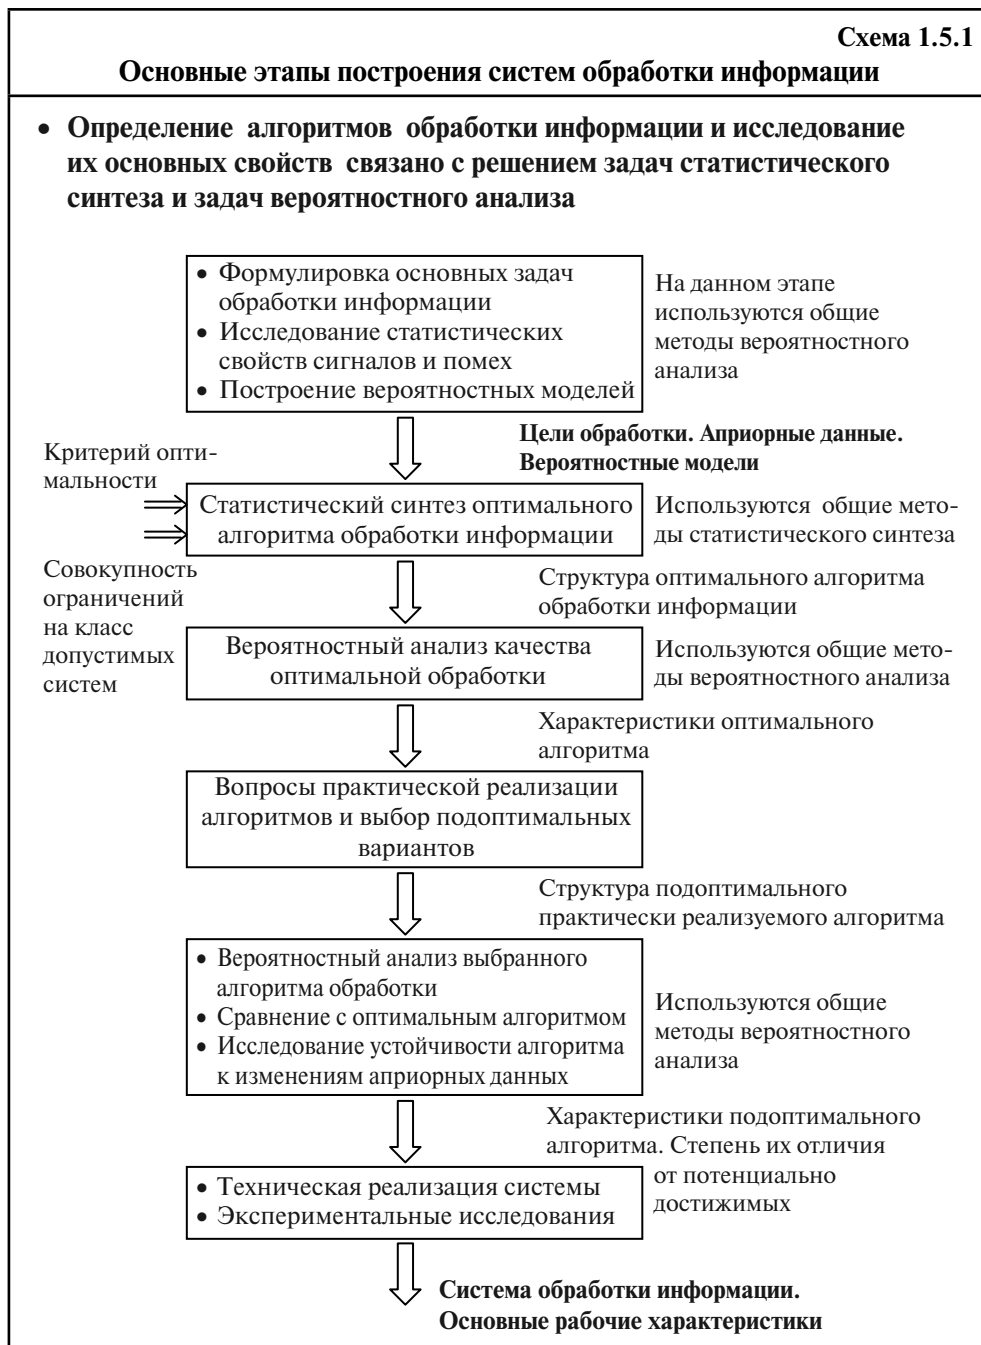 Схема 1.5.1
Основные этапы построения систем обработки информации
• Определение алгоритмов обработки информации и исследование
их основных свойств связано с решением задач статистического
синтеза и задач вероятностного анализа
• Формулировка основных задач
обработки информации
• Исследование статистических
свойств сигналов и помех
• Построение вероятностных моделей
На данном этапе
используются общие
методы вероятностного
анализа
Цели обработки. Априорные данные.
Вероятностные модели
Критерий опти-
мальности
Статистический синтез оптимального
алгоритма обработки информации
Используются общие мето-
ды статистического синтеза
Совокупность
ограничений
на класс
допустимых
систем
Структура оптимального алгоритма
обработки информации
Вероятностный анализ качества
оптимальной обработки
Используются общие мето-
ды вероятностного анализа
Характеристики оптимального
алгоритма
Вопросы практической реализации
алгоритмов и выбор подоптимальных
вариантов
Структура подоптимального
практически реализуемого алгоритма
• Вероятностный анализ выбранного
алгоритма обработки
• Сравнение с оптимальным алгоритмом
• Исследование устойчивости алгоритма
к изменениям априорных данных
Используются общие
методы вероятностного
анализа
Характеристики подоптимального
алгоритма. Степень их отличия
от потенциально
достижимых
• Техническая реализация системы
• Экспериментальные исследования
Система обработки информации.
Основные рабочие характеристики